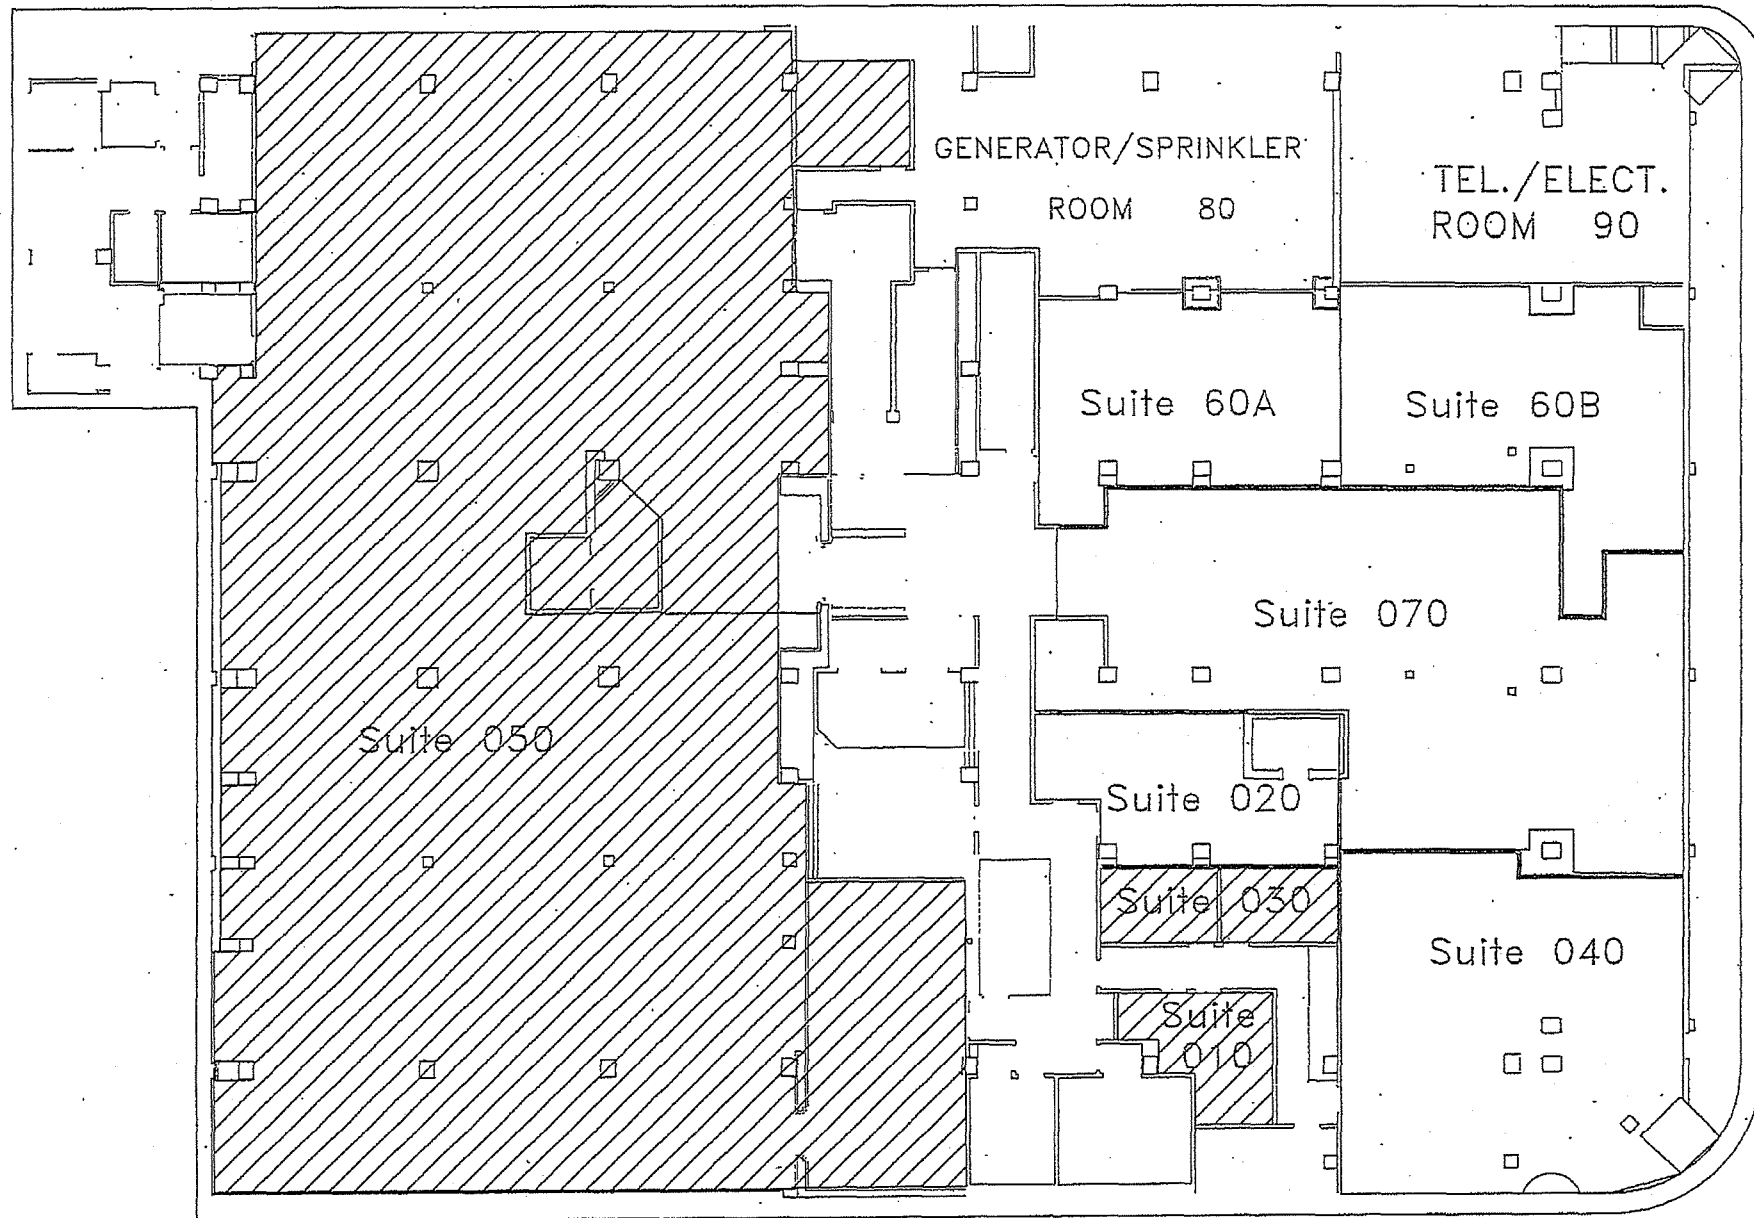 GENERATOR/SPRINKLER
ROOM 80
TEL./ELECT.
ROOM 90
Suite 60A
Suite 60B
Suite 070
Suite 050
Suite 020
Suite 030
Suite 040
Suite
010